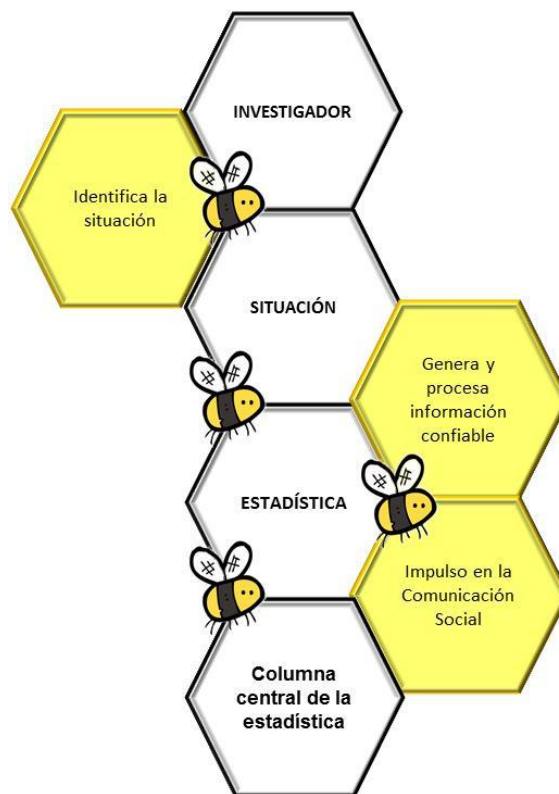 INVESTIGADOR
Identifica la
situación
SITUACIÓN
Genera y
procesa
información
confiable
ESTADÍSTICA
Impulso en la
Comunicación
Social
Columna
central de la
estadística